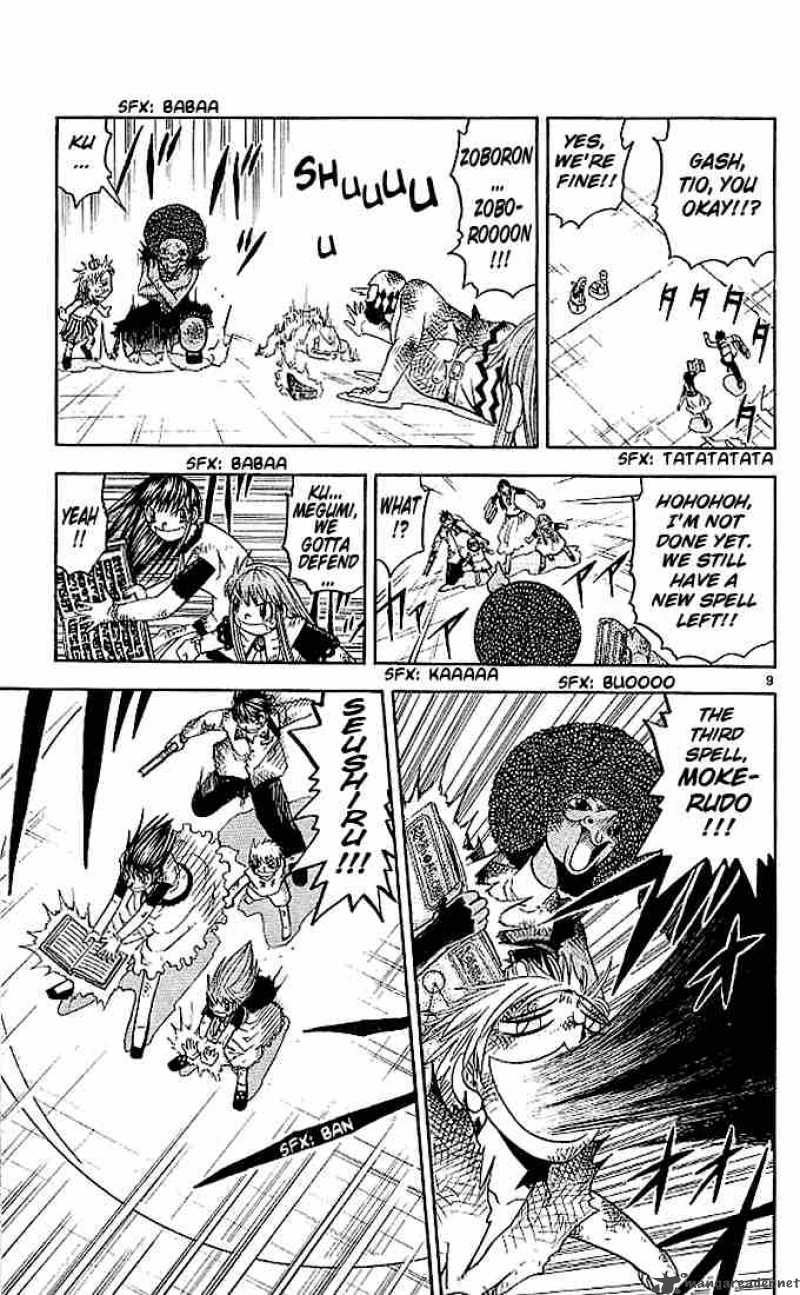 SFX: BABAA
GASH,
TIO, YOU
OKAY!!?
YES,
WE'RE
FINE!!
SFX: TATATATATA
ZOBORON
...
ZOBO-
ROOOON
!!!
SHUUUUU
U
KU
...
HOHOHOH,
I'M NOT
DONE YET.
WE STILL
HAVE A
NEW SPELL
LEFT!!
WHAT
!?
SFX: KAAAAA
SFX: BABAA
KU...
MEGUMI,
WE
GOTTA
DEFEND
...
YEAH
!!
9
SFX: BUOOOO
THE
THIRD
SPELL,
MOKE-
RUDO
!!!
SEUSHIRU!!!
SFX: BAN
mangareader.net